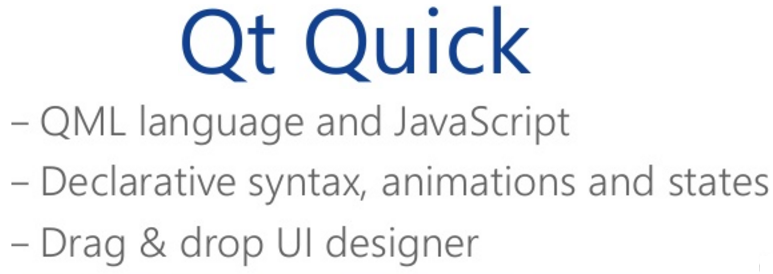 Qt Quick
– QML language and JavaScript
– Declarative syntax, animations and states
– Drag & drop UI designer